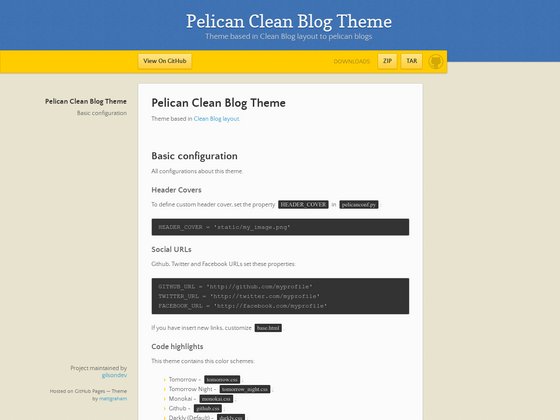 Pelican Clean Blog Theme
Theme based in Clean Blog layout to pelican blogs
View On GitHub
DOWNLOADS:
ZIP
TAR
Pelican Clean Blog Theme
Basic configuration
Pelican Clean Blog Theme
Theme based in Clean Blog layout.
Basic configuration
All configurations about this theme
Header Covers
To define custom header cover, set the property HEADER_COVER in pelicanconf.py
HEADER_COVER = 'static/my_image.png'
Social URLs
Github, Twitter and Facebook URLs set these properties:
GITHUB_URL = 'http://github.com/myprofile'
TWITTER_URL = 'http://twitter.com/myprofile'
FACEBOOK_URL = 'http://facebook.com/myprofile'
If you have insert new links, customize base.html
Code highlights
This theme contains this color schemes:
Tomorrow - tomorrow.css
Tomorrow Night - tomorrow_night.css
Monokai - monokai.css
Github - github.css
Darkly (Default) - darkly.css
Project maintained by
gilsondev
Hosted on GitHub Pages — Theme
by mattgraham